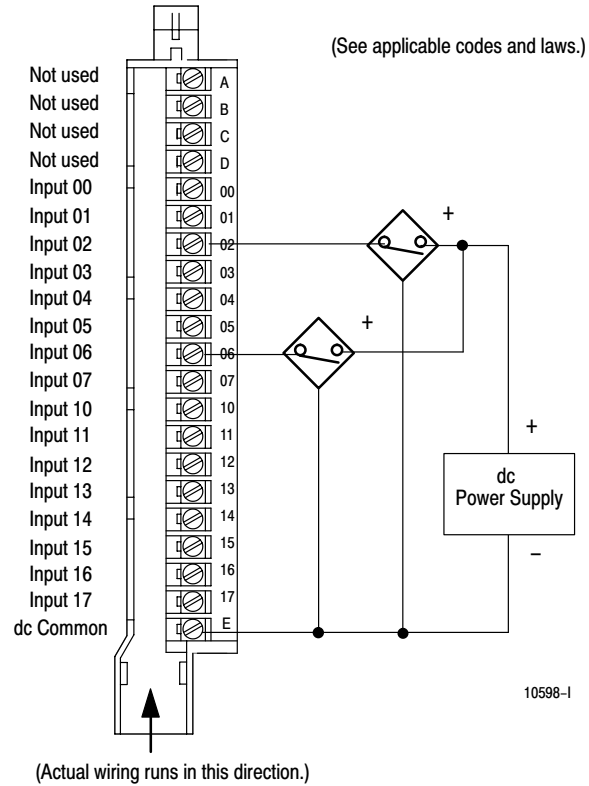 (See applicable codes and laws.)
Not used A
Not used B
Not used C
Not used D
Input 00 00
Input 01 01
Input 02 02
Input 03 03
Input 04 04
Input 05 05
Input 06 06
Input 07 07
Input 10 10
Input 11 11
Input 12 12
Input 13 13
Input 14 14
Input 15 15
Input 16 16
Input 17 17
dc Common E
+
+
+
dc
Power Supply
–
10598–I
(Actual wiring runs in this direction.)